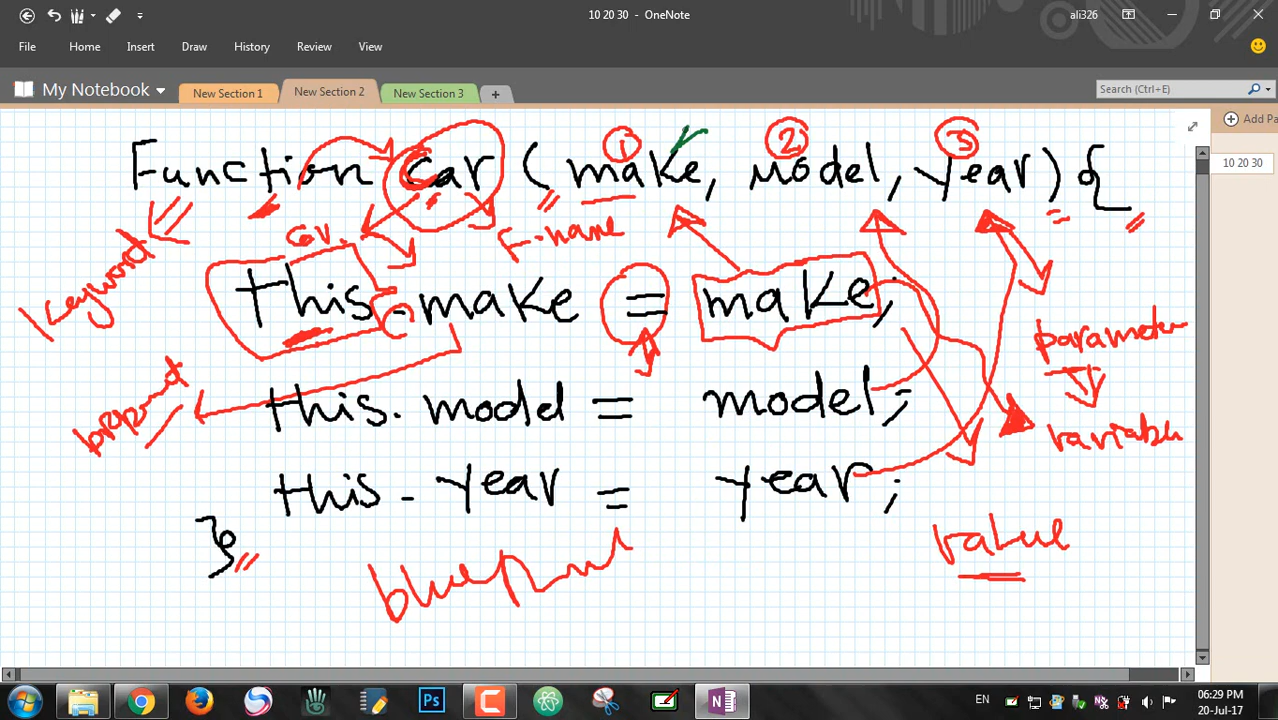 10 20 30 - OneNote
ali326
File Home Insert Draw History Review View
My Notebook New Section 1 New Section 2 New Section 3 + Search (Ctrl+E)
Add Pa
10 20 30
1 2 3
Function Car ( make, model, year) {
Keyword F-name
this.make = make;
parameter
this.model = model;
variable
this.year = year;
}
blueprint value
EN 06:29 PM
20-Jul-17